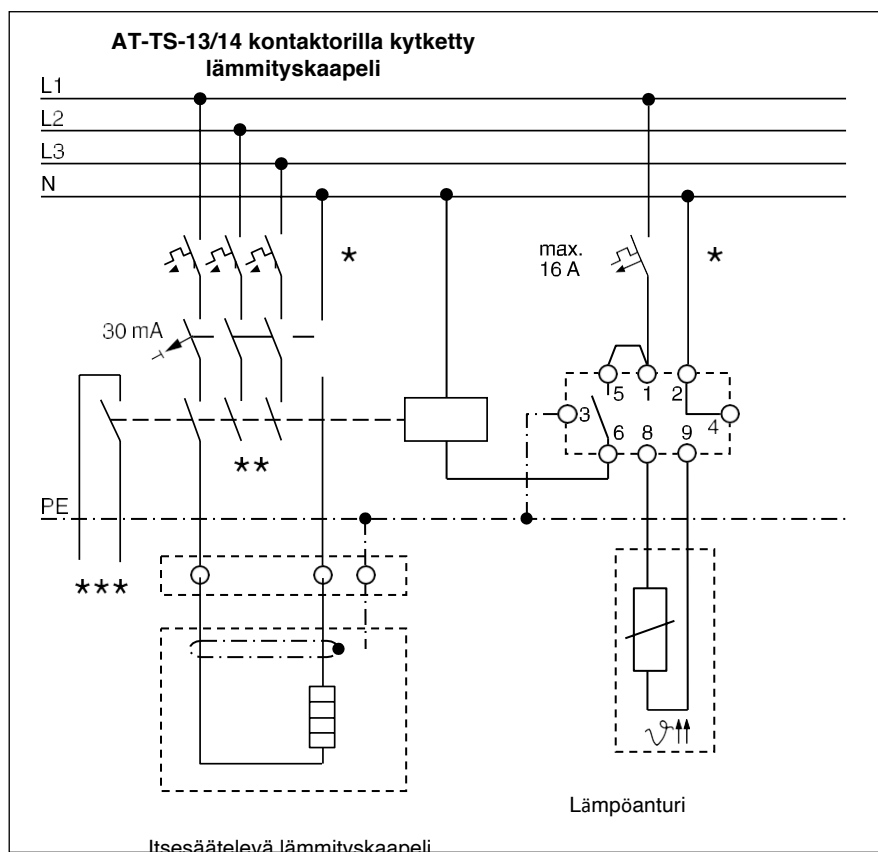 AT-TS-13/14 kontaktorilla kytketty
lämmityskaapeli
L1
L2
L3
N
*
max.
16 A
*
30 mA
5 1 2
3
4
6 8 9
**
PE
***
Lämpöanturi
Itsesäätelevä lämmityskaapeli